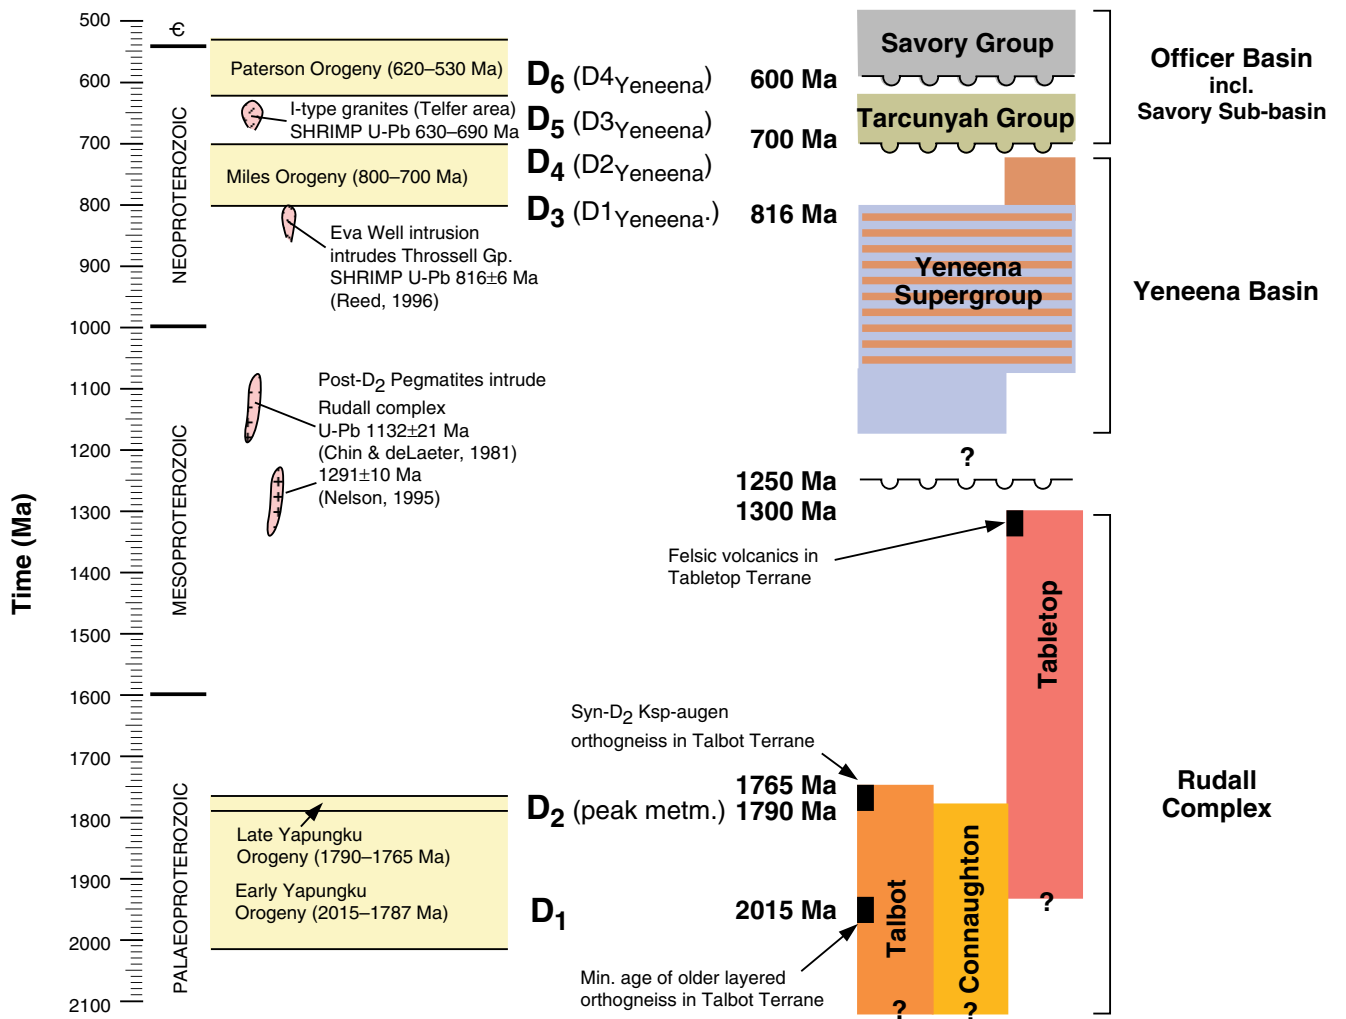 Time (Ma)
500
600
700
800
900
1000
1100
1200
1300
1400
1500
1600
1700
1800
1900
2000
2100
Є
NEOPROTEROZOIC
MESOPROTEROZOIC
PALAEOPROTEROZOIC
Paterson Orogeny (620–530 Ma)
I-type granites (Telfer area)
SHRIMP U-Pb 630–690 Ma
Miles Orogeny (800–700 Ma)
Eva Well intrusion
intrudes Throssell Gp.
SHRIMP U-Pb 816±6 Ma
(Reed, 1996)
Post-D2 Pegmatites intrude
Rudall complex
U-Pb 1132±21 Ma
(Chin & deLaeter, 1981)
1291±10 Ma
(Nelson, 1995)
Late Yapungku
Orogeny (1790–1765 Ma)
Early Yapungku
Orogeny (2015–1787 Ma)
D6 (D4Yeneena)
D5 (D3Yeneena)
D4 (D2Yeneena)
D3 (D1Yeneena.)
D2 (peak metm.)
D1
600 Ma
700 Ma
816 Ma
1250 Ma
1300 Ma
1765 Ma
1790 Ma
2015 Ma
Felsic volcanics in
Tabletop Terrane
Syn-D2 Ksp-augen
orthogneiss in Talbot Terrane
Min. age of older layered
orthogneiss in Talbot Terrane
Savory Group
Tarcunyah Group
Yeneena
Supergroup
?
Tabletop
?
Talbot
?
Connaughton
?
Officer Basin
incl.
Savory Sub-basin
Yeneena Basin
Rudall
Complex